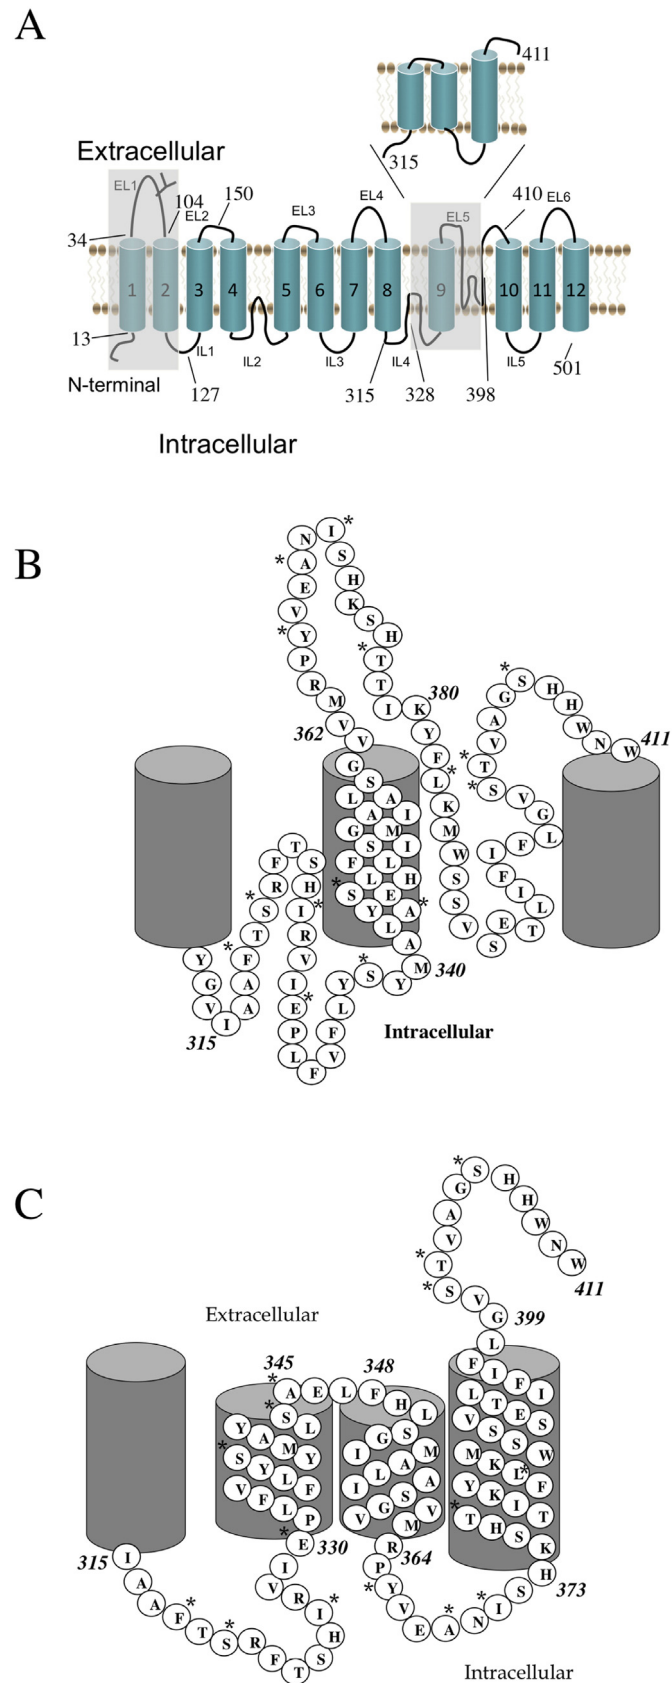 A
411
315
Extracellular
EL1
104
EL2
150
EL3
EL4
EL5
410
EL6
34
1
2
3
4
5
6
7
8
9
10
11
12
13
N-terminal
127
IL1
IL2
IL3
315
IL4
328
398
IL5
501
Intracellular
B
Y G V I A A F T * S * R F T S H I * R V I E * P L F V F L Y S * Y M A L
S * Y E A *
F L L H
G S M I
L A A I
S
G V V M R P Y * V E A * N I * S H K S H T * T I K Y F L * K M W S S V S E T L I F I F L G V S * T * V A G S * H H W N W
362
380
411
315
340
Intracellular
C
Extracellular
345
348
399
411
I A A F * T S * R F T S H I * R V I E *
V F L P
S * Y L F
Y A M Y
S * L
A * E L F H L
I G S M
I L A A
V G S V
M
R P Y * V E A * N I * S H
T * H S K
Y K I T
M K L * F
V S S W
L T E S
F I F I
L G V S * T * V A G S * H H W N W
315
330
364
373
Intracellular